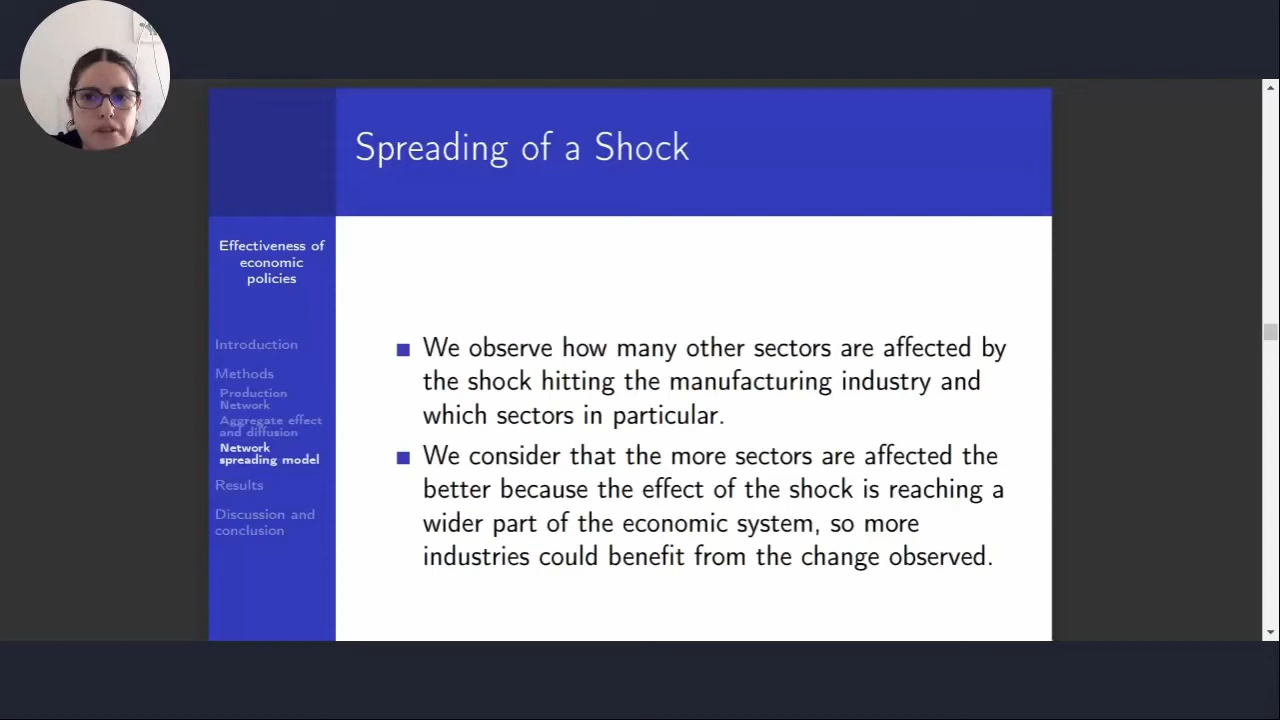 Spreading of a Shock
Effectiveness of
economic
policies
Introduction
Methods
Production
Network
Aggregate effect
and diffusion
Network
spreading model
Results
Discussion and
conclusion
We observe how many other sectors are affected by
the shock hitting the manufacturing industry and
which sectors in particular.
We consider that the more sectors are affected the
better because the effect of the shock is reaching a
wider part of the economic system, so more
industries could benefit from the change observed.